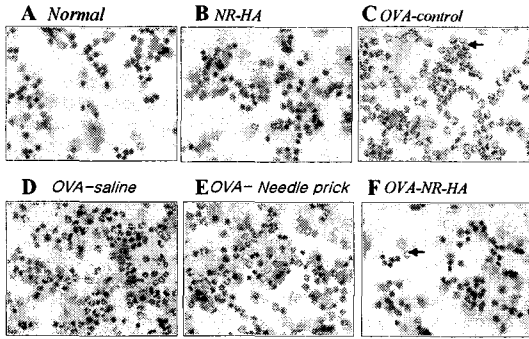 A Normal
B NR-HA
C OVA-control
D OVA-saline
E OVA- Needle prick
F OVA-NR-HA